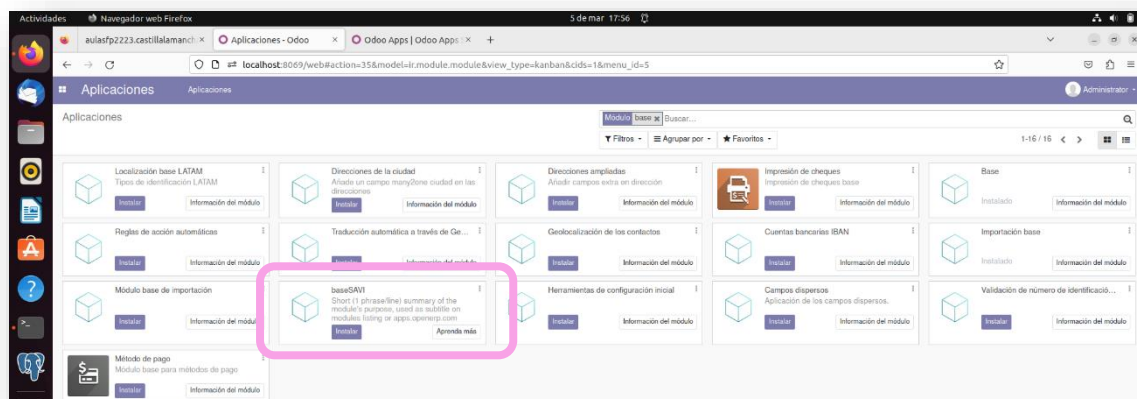 Actividades
Navegador web Firefox
5 de mar 17:56
aulasfp2223.castillalamanch
Aplicaciones - Odoo
Odoo Apps | Odoo Apps
localhost:8069/web#action=35&model=ir.module.module&view_type=kanban&cids=1&menu_id=5
Aplicaciones
Aplicaciones
Administrator
Aplicaciones
Módulo base
Buscar...
Filtros
Agrupar por
Favoritos
1-16 / 16
Localización base LATAM
Tipos de identificación LATAM
Instalar
Información del módulo
Direcciones de la ciudad
Añade un campo many2one ciudad en las
direcciones
Instalar
Información del módulo
Direcciones ampliadas
Añadir campos extra en dirección
Instalar
Información del módulo
Impresión de cheques
Impresión de cheques base
Instalar
Información del módulo
Base
Instalado
Información del módulo
Reglas de acción automáticas
Instalar
Información del módulo
Traducción automática a través de Ge...
Instalar
Información del módulo
Geolocalización de los contactos
Instalar
Información del módulo
Cuentas bancarias IBAN
Instalar
Información del módulo
Importación base
Instalado
Información del módulo
Módulo base de importación
Instalar
Información del módulo
baseSAVI
Short (1 phrase/line) summary of the
module's purpose, used as subtitle on
modules listing or apps.openerp.com
Instalar
Aprenda más
Herramientas de configuración inicial
Instalar
Información del módulo
Campos dispersos
Aplicación de los campos dispersos.
Instalar
Información del módulo
Validación de número de identificació...
Instalar
Información del módulo
Método de pago
Módulo base para métodos de pago
Instalar
Información del módulo